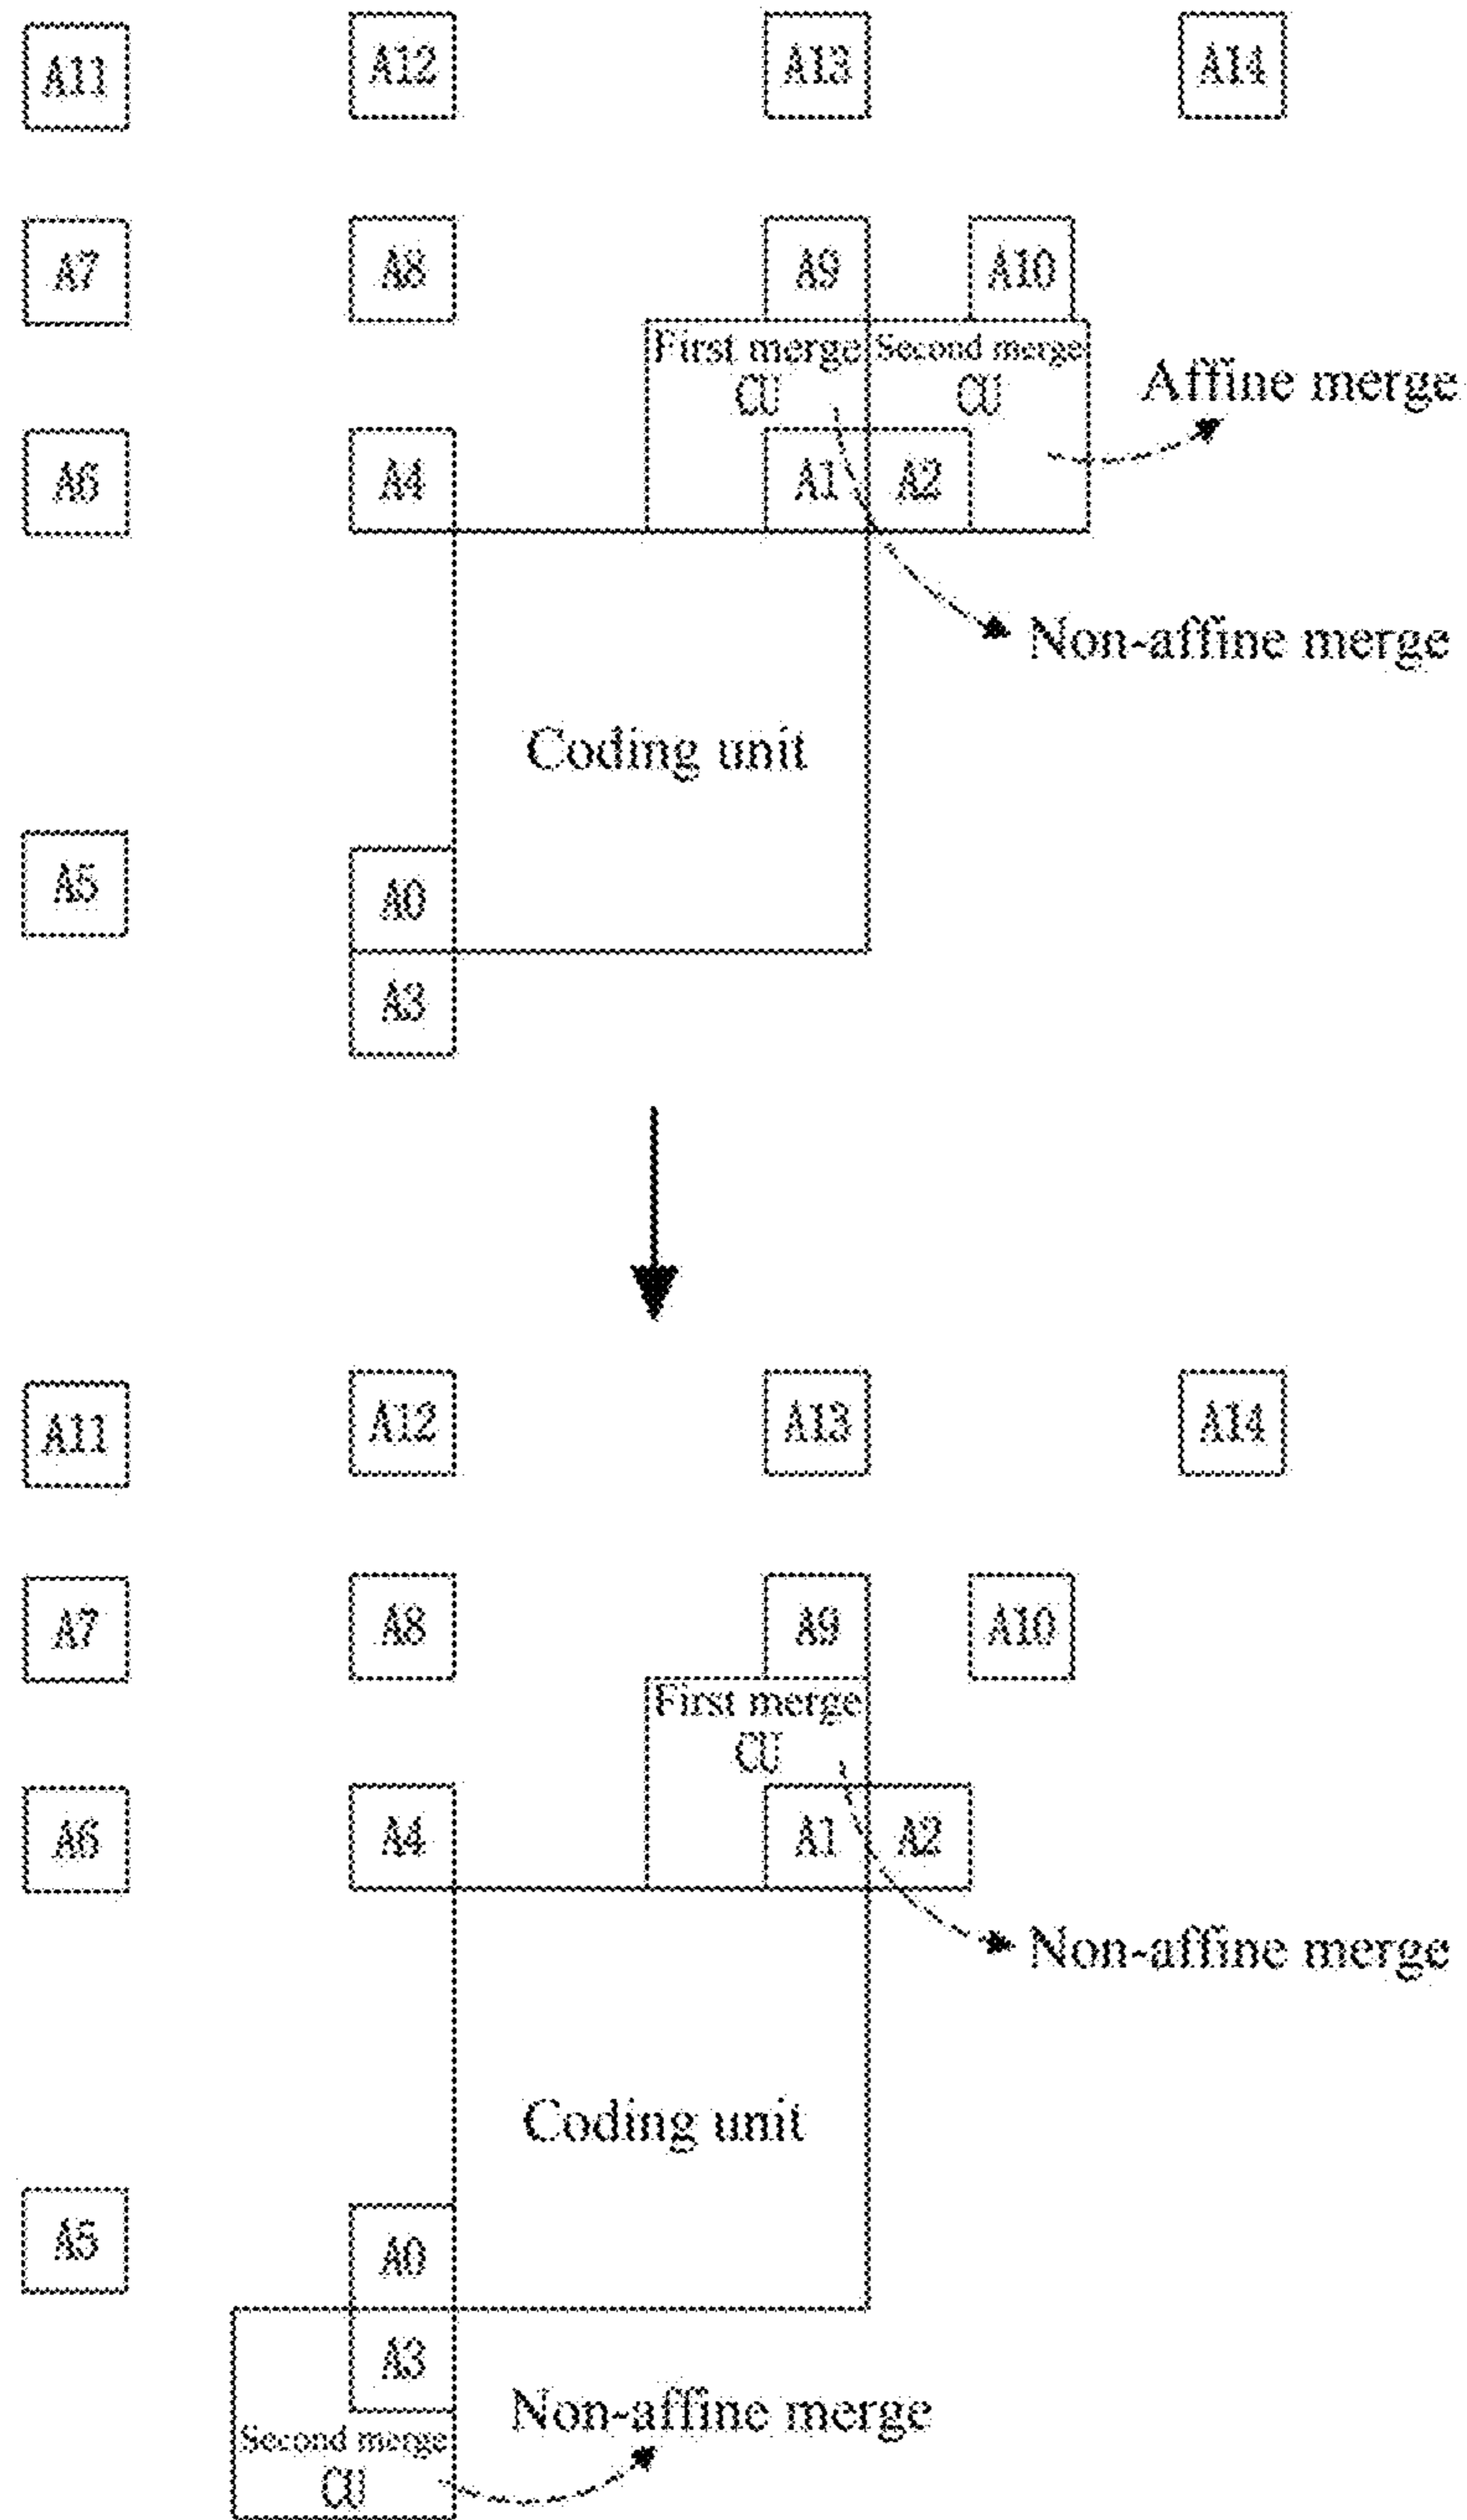 A11
A12
A13
A14
A7
A8
A9
A10
First merge
CU
Second merge
CU
Affine merge
A6
A4
A1
A2
Non-affine merge
Coding unit
A5
A0
A3
A11
A12
A13
A14
A7
A8
A9
A10
First merge
CU
A6
A4
A1
A2
Non-affine merge
Coding unit
A5
A0
A3
Non-affine merge
Second merge
CU